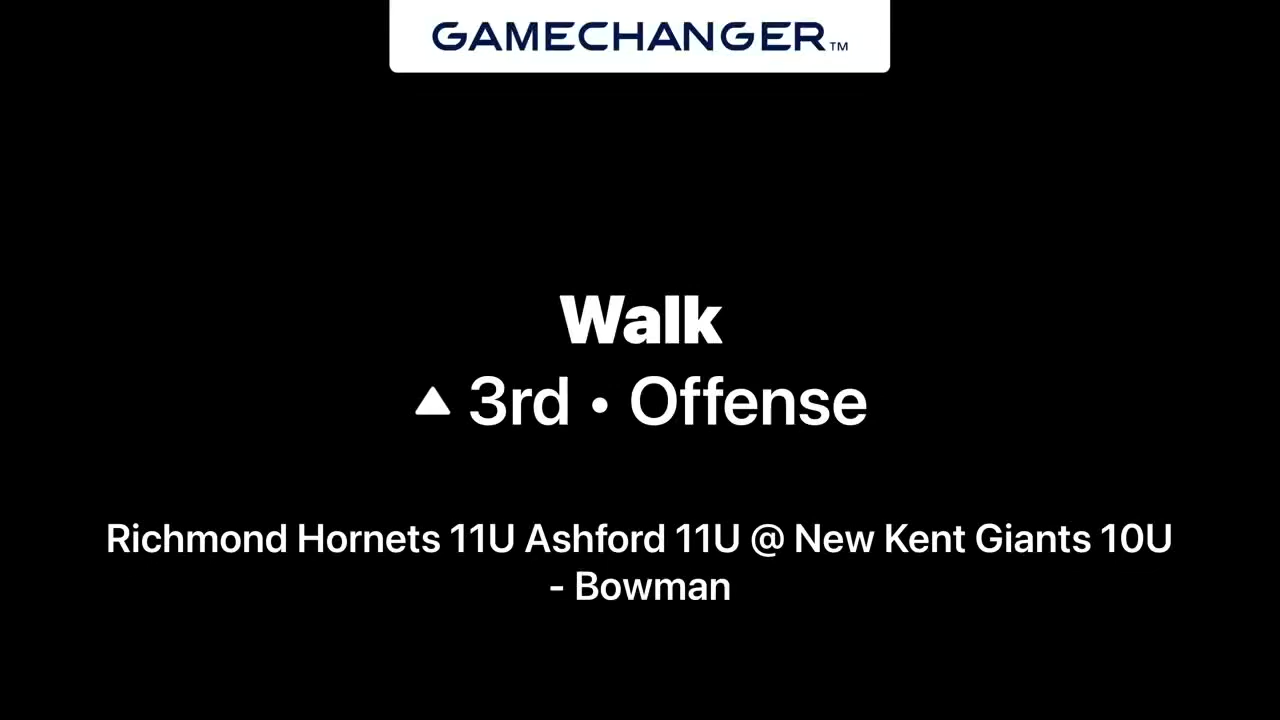 GAMECHANGER™
Walk
▲ 3rd • Offense
Richmond Hornets 11U Ashford 11U @ New Kent Giants 10U
- Bowman